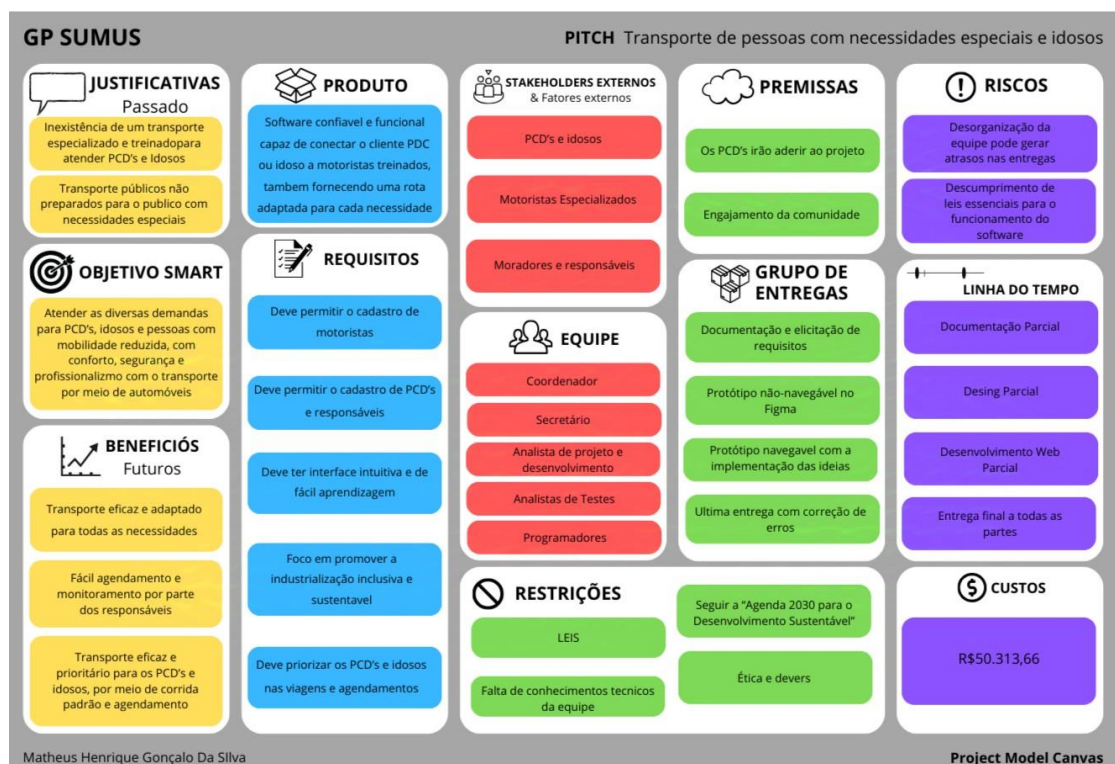 GP SUMUS
PITCH Transporte de pessoas com necessidades especiais e idosos
JUSTIFICATIVAS
Passado
Inexistência de um transporte
especializado e treinadopara
atender PCD's e Idosos
Transporte públicos não
preparados para o publico com
necessidades especiais
OBJETIVO SMART
Atender as diversas demandas
para PCD's, idosos e pessoas com
mobilidade reduzida, com
conforto, segurança e
profissionalizmo com o transporte
por meio de automóveis
BENEFICIÓS
Futuros
Transporte eficaz e adaptado
para todas as necessidades
Fácil agendamento e
monitoramento por parte
dos responsáveis
Transporte eficaz e
prioritário para os PCD's e
idosos, por meio de corrida
padrão e agendamento
PRODUTO
Software confiavel e funcional
capaz de conectar o cliente PDC
ou idoso a motoristas treinados,
tambem fornecendo uma rota
adaptada para cada necessidade
REQUISITOS
Deve permitir o cadastro de
motoristas
Deve permitir o cadastro de PCD's
e responsáveis
Deve ter interface intuitiva e de
fácil aprendizagem
Foco em promover a
industrialização inclusiva e
sustentavel
Deve priorizar os PCD's e idosos
nas viagens e agendamentos
STAKEHOLDERS EXTERNOS
& Fatores externos
PCD's e idosos
Motoristas Especializados
Moradores e responsáveis
EQUIPE
Coordenador
Secretário
Analista de projeto e
desenvolvimento
Analistas de Testes
Programadores
PREMISSAS
Os PCD's irão aderir ao projeto
Engajamento da comunidade
GRUPO DE
ENTREGAS
Documentação e elicitação de
requisitos
Protótipo não-navegável no
Figma
Protótipo navegavel com a
implementação das ideias
Ultima entrega com correção de
erros
RESTRIÇÕES
LEIS
Falta de conhecimentos tecnicos
da equipe
Seguir a "Agenda 2030 para o
Desenvolvimento Sustentável"
Ética e devers
RISCOS
Desorganização da
equipe pode gerar
atrasos nas entregas
Descumprimento de
leis essenciais para o
funcionamento do
software
LINHA DO TEMPO
Documentação Parcial
Desing Parcial
Desenvolvimento Web
Parcial
Entrega final a todas as
partes
CUSTOS
R$50.313,66
Matheus Henrique Gonçalo Da SIlva
Project Model Canvas